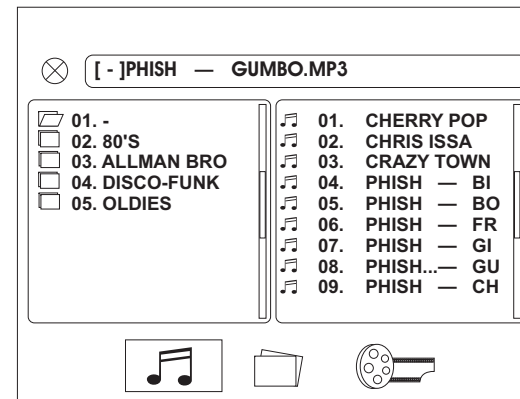 [ - ]PHISH — GUMBO.MP3
01. -
02. 80'S
03. ALLMAN BRO
04. DISCO-FUNK
05. OLDIES
01. CHERRY POP
02. CHRIS ISSA
03. CRAZY TOWN
04. PHISH — BI
05. PHISH — BO
06. PHISH — FR
07. PHISH — GI
08. PHISH...— GU
09. PHISH — CH